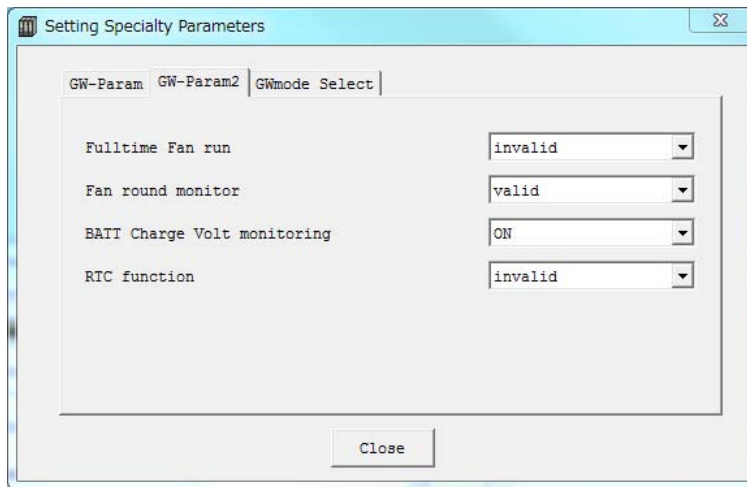 Setting Specialty Parameters
GW-Param GW-Param2 GWmode Select
Fulltime Fan run invalid
Fan round monitor valid
BATT Charge Volt monitoring ON
RTC function invalid
Close